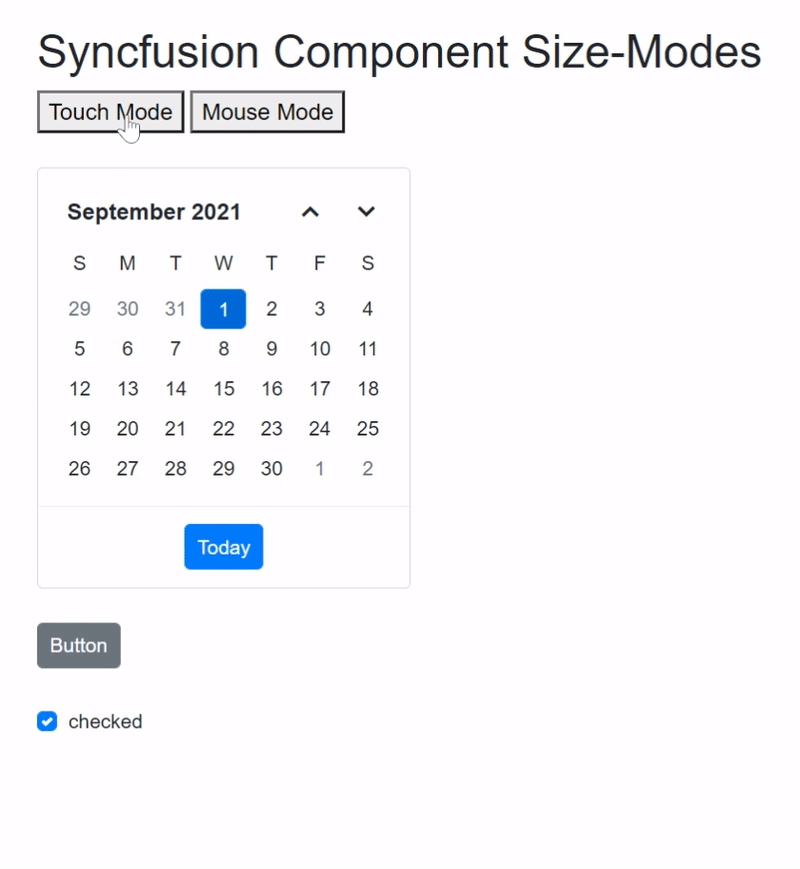 Syncfusion Component Size-Modes
Touch Mode Mouse Mode
September 2021
S M T W T F S
29 30 31 1 2 3 4
5 6 7 8 9 10 11
12 13 14 15 16 17 18
19 20 21 22 23 24 25
26 27 28 29 30 1 2
Today
Button
checked